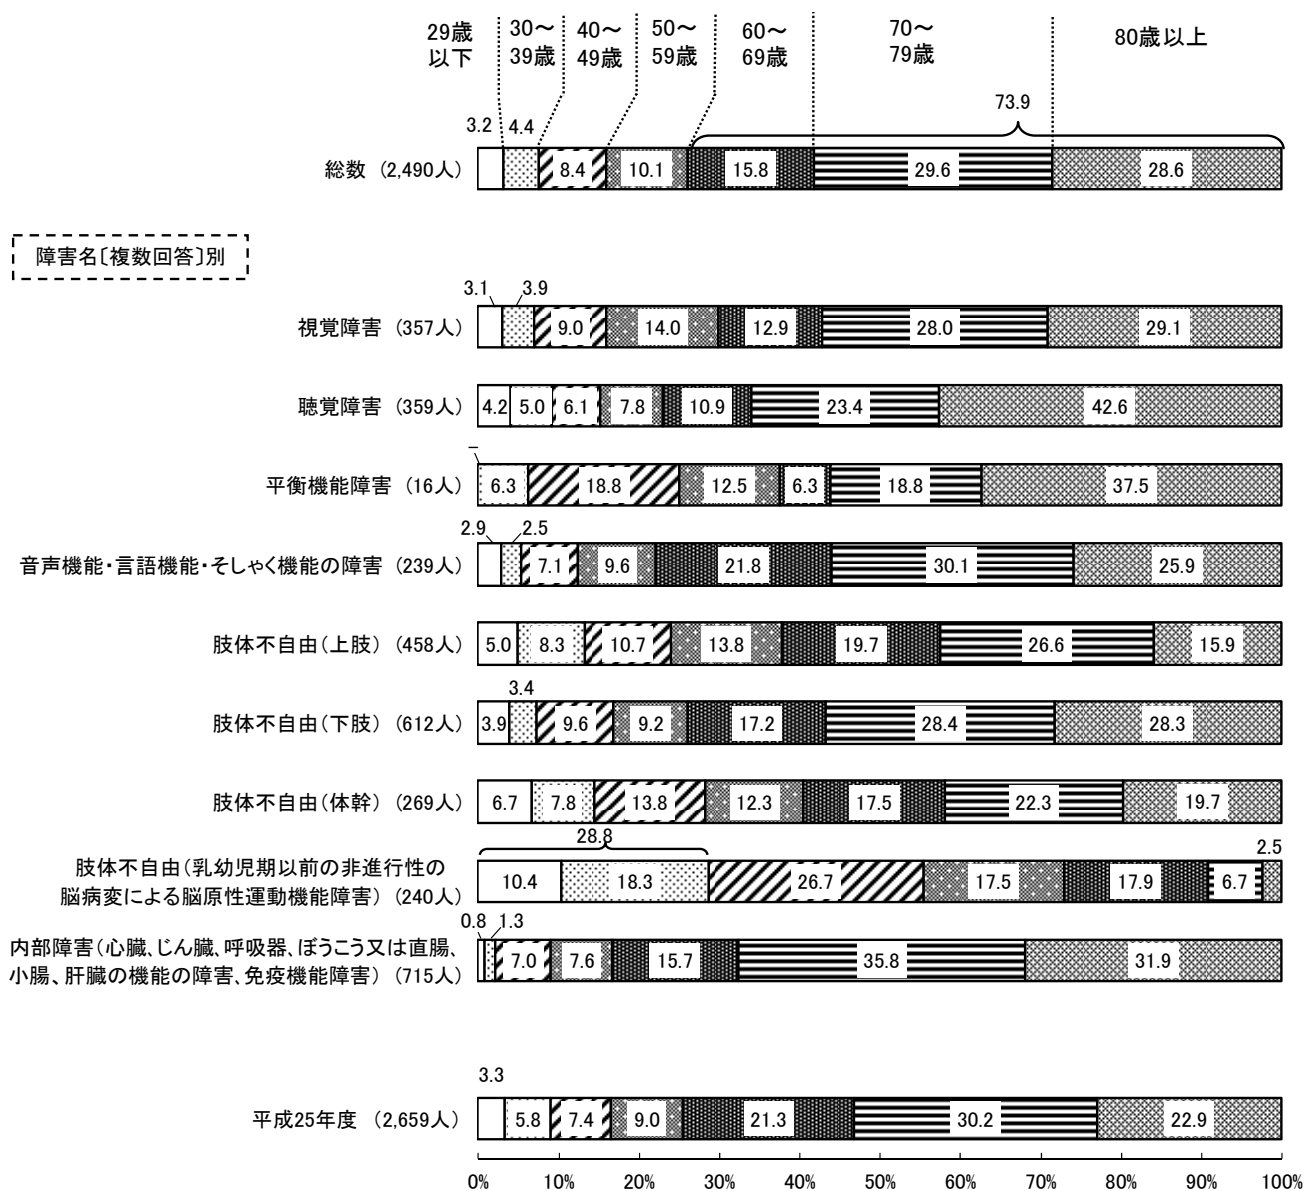 29歳
以下
30～
39歳
40～
49歳
50～
59歳
60～
69歳
70～
79歳
80歳以上
73.9
3.2 4.4
総数 (2,490人) 8.4 10.1 15.8 29.6 28.6
障害名〔複数回答〕別
3.1 3.9
視覚障害 (357人) 9.0 14.0 12.9 28.0 29.1
聴覚障害 (359人) 4.2 5.0 6.1 7.8 10.9 23.4 42.6
−
平衡機能障害 (16人) 6.3 18.8 12.5 6.3 18.8 37.5
2.9 2.5
音声機能・言語機能・そしゃく機能の障害 (239人) 7.1 9.6 21.8 30.1 25.9
肢体不自由(上肢) (458人) 5.0 8.3 10.7 13.8 19.7 26.6 15.9
3.4
肢体不自由(下肢) (612人) 3.9 9.6 9.2 17.2 28.4 28.3
肢体不自由(体幹) (269人) 6.7 7.8 13.8 12.3 17.5 22.3 19.7
28.8 2.5
肢体不自由(乳幼児期以前の非進行性の
脳病変による脳原性運動機能障害) (240人) 10.4 18.3 26.7 17.5 17.9 6.7
0.8 1.3
内部障害(心臓、じん臓、呼吸器、ぼうこう又は直腸、
小腸、肝臓の機能の障害、免疫機能障害) (715人) 7.0 7.6 15.7 35.8 31.9
3.3
平成25年度 (2,659人) 5.8 7.4 9.0 21.3 30.2 22.9
0% 10% 20% 30% 40% 50% 60% 70% 80% 90% 100%